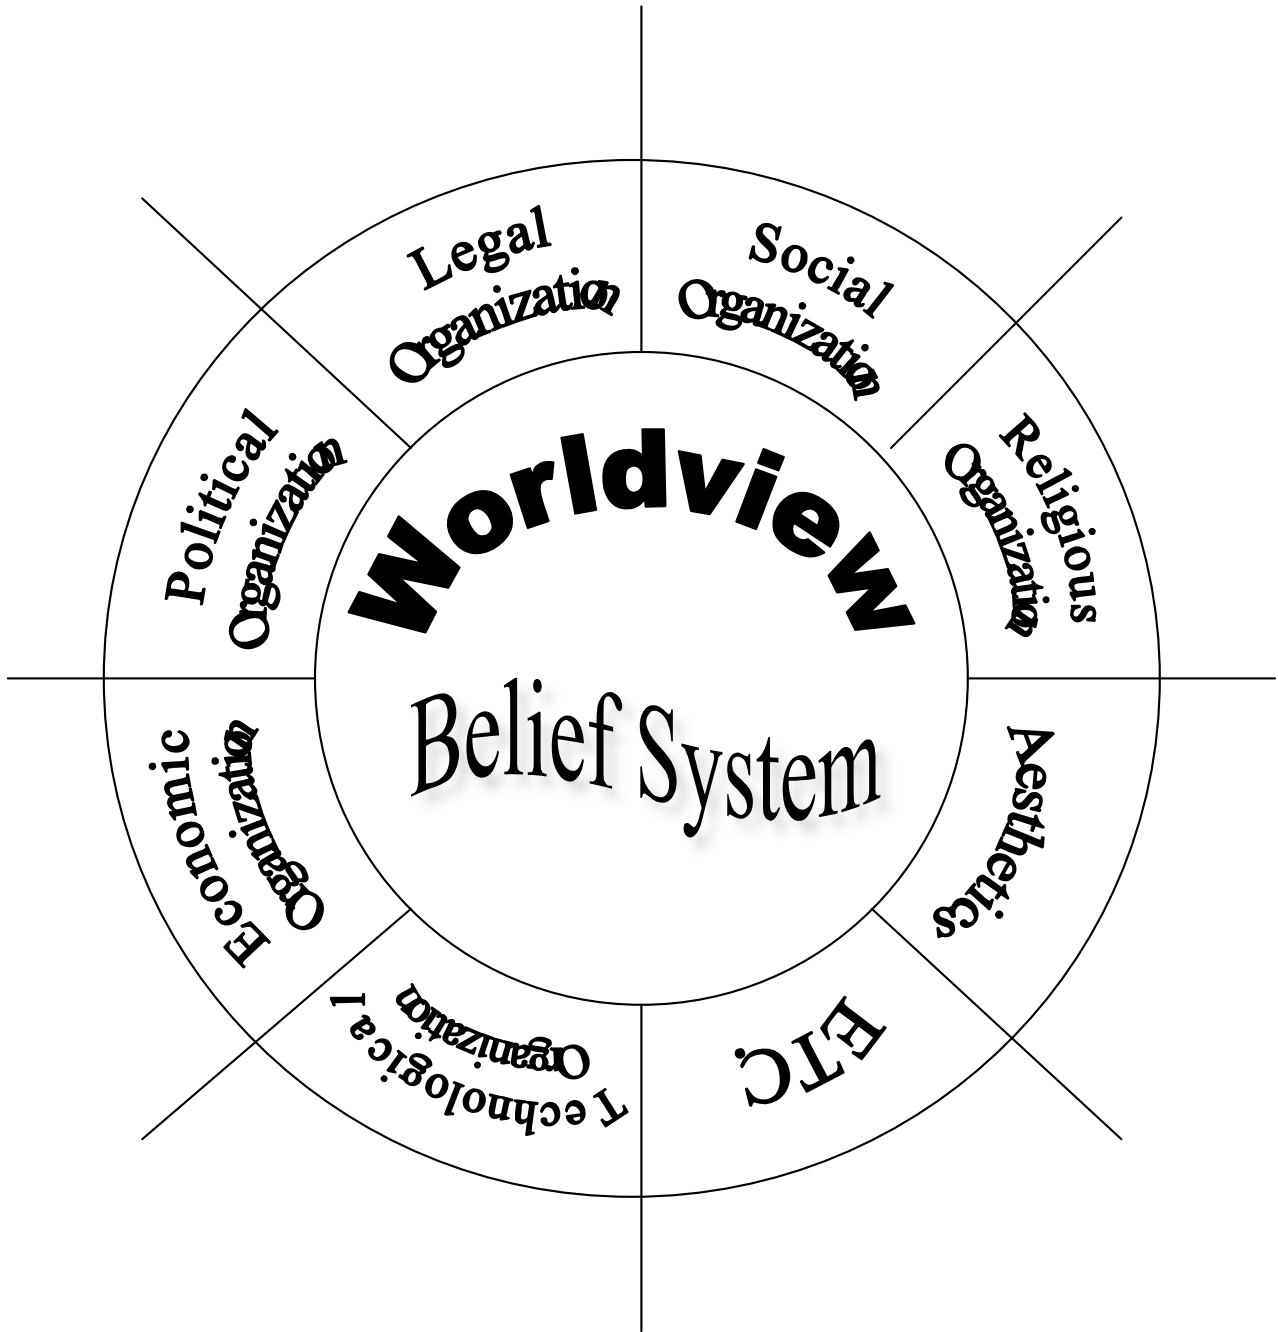 Legal
Organization
Social
Organization
Religious
Organization
Aesthetics
ETC.
Technological
Organization
Economic
Organization
Political
Organization
Worldview
Belief System